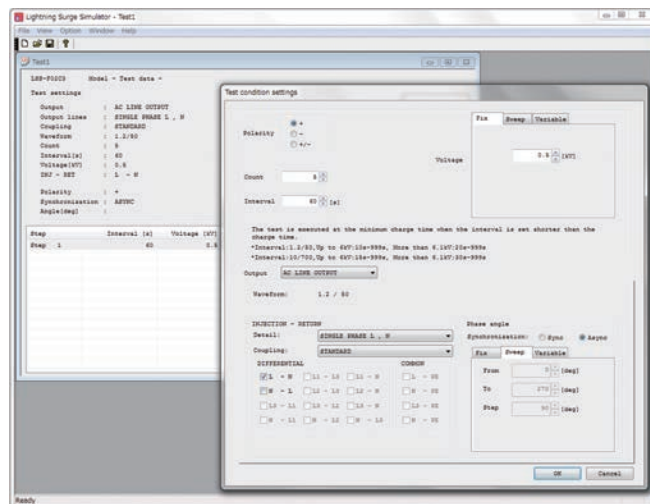 Lightning Surge Simulator - Test1
File View Option Window Help
Test1
Model - Test data -
Test settings
Output : AC LINE OUTPUT
Output lines : SINGLE PHASE L , N
Coupling : STANDARD
Waveform : 1.2/50
Count : 5
Interval[s] : 60
Voltage[kV] : 0.5
INJ - RET : L - N
Polarity : +
Synchronization : ASYNC
Angle[deg] :
Step Interval [s] Voltage [kV]
Step 1 60 0.5
Test condition settings
Polarity
+
-
+/-
Fix Sweep Variable
Voltage 0.5 [kV]
Count 5
Interval 60 [s]
The test is executed at the minimum charge time when the interval is set shorter than the
charge time.
*Interval:1.2/50,Up to 6kV:10s-999s, More than 6.1kV:20s-999s
*Interval:10/700,Up to 6kV:15s-999s, More than 6.1kV:30s-999s
Output AC LINE OUTPUT
Waveform: 1.2 / 50
INJECTION - RETURN
Detail: SINGLE PHASE L , N
Coupling: STANDARD
DIFFERENTIAL COMMON
L - N L1 - L2 L1 - N L - PE
N - L
Phase angle
Synchronization: Sync Async
Fix Sweep Variable
From 0 [deg]
To 270 [deg]
Step 90 [deg]
OK Cancel
Ready